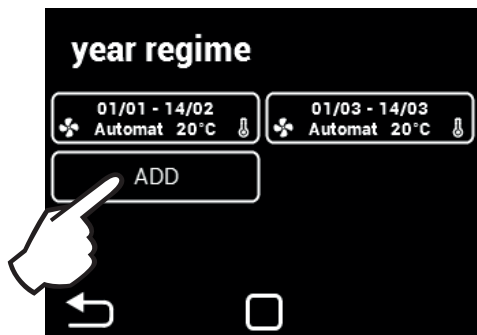 year regime
01/01 - 14/02
Automat 20°C
01/03 - 14/03
Automat 20°C
ADD